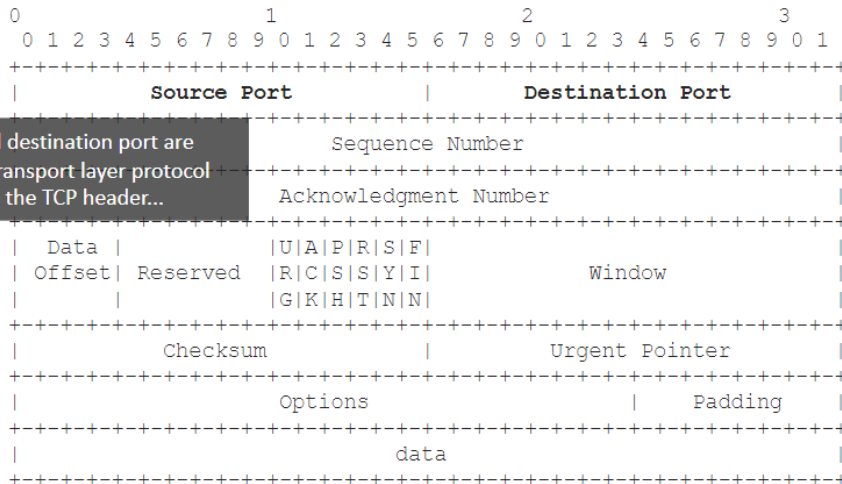 0 1 2 3
0 1 2 3 4 5 6 7 8 9 0 1 2 3 4 5 6 7 8 9 0 1 2 3 4 5 6 7 8 9 0 1
+-+-+-+-+-+-+-+-+-+-+-+-+-+-+-+-+-+-+-+-+-+-+-+-+-+-+-+-+-+-+-+-+
| Source Port | Destination Port |
+-+-+-+-+-+-+-+-+-+-+-+-+-+-+-+-+-+-+-+-+-+-+-+-+-+-+-+-+-+-+-+-+
destination port are
Sequence Number |
ransport layer protocol
the TCP header...
Acknowledgment Number |
+-+-+-+-+-+-+-+-+-+-+-+-+-+-+-+-+-+-+-+-+-+-+-+-+-+-+-+-+-+-+-+-+
| Data | |U|A|P|R|S|F| |
| Offset| Reserved |R|C|S|S|Y|I| Window |
| | |G|K|H|T|N|N| |
+-+-+-+-+-+-+-+-+-+-+-+-+-+-+-+-+-+-+-+-+-+-+-+-+-+-+-+-+-+-+-+-+
| Checksum | Urgent Pointer |
+-+-+-+-+-+-+-+-+-+-+-+-+-+-+-+-+-+-+-+-+-+-+-+-+-+-+-+-+-+-+-+-+
| Options | Padding |
+-+-+-+-+-+-+-+-+-+-+-+-+-+-+-+-+-+-+-+-+-+-+-+-+-+-+-+-+-+-+-+-+
| data |
+-+-+-+-+-+-+-+-+-+-+-+-+-+-+-+-+-+-+-+-+-+-+-+-+-+-+-+-+-+-+-+-+